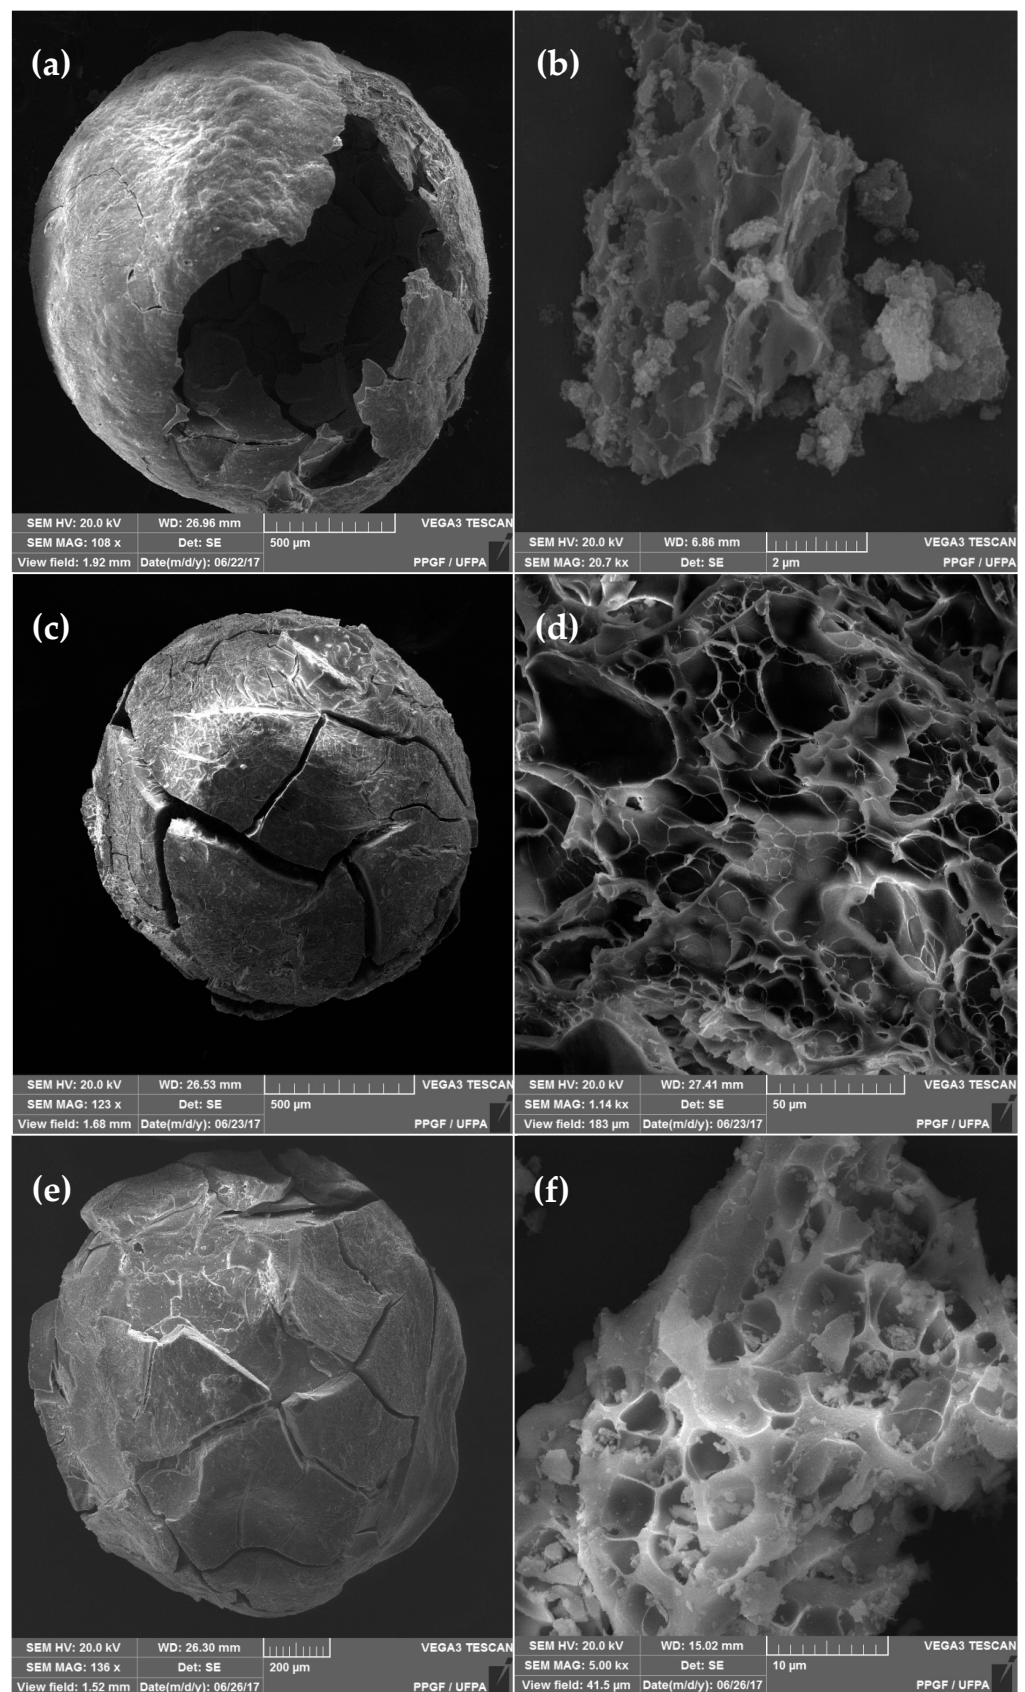 (a)
SEM HV: 20.0 kV WD: 26.96 mm VEGA3 TESCAN
SEM MAG: 108 x Det: SE 500 µm
View field: 1.92 mm Date(m/d/y): 06/22/17 PPGF / UFPA
(b)
SEM HV: 20.0 kV WD: 6.86 mm VEGA3 TESCAN
SEM MAG: 20.7 kx Det: SE 2 µm PPGF / UFPA
(c)
SEM HV: 20.0 kV WD: 26.53 mm VEGA3 TESCAN
SEM MAG: 123 x Det: SE 500 µm
View field: 1.68 mm Date(m/d/y): 06/23/17 PPGF / UFPA
(d)
SEM HV: 20.0 kV WD: 27.41 mm VEGA3 TESCAN
SEM MAG: 1.14 kx Det: SE 50 µm
View field: 183 µm Date(m/d/y): 06/23/17 PPGF / UFPA
(e)
SEM HV: 20.0 kV WD: 26.30 mm VEGA3 TESCAN
SEM MAG: 136 x Det: SE 200 µm
View field: 1.52 mm Date(m/d/y): 06/26/17 PPGF / UFPA
(f)
SEM HV: 20.0 kV WD: 15.02 mm VEGA3 TESCAN
SEM MAG: 5.00 kx Det: SE 10 µm
View field: 41.5 µm Date(m/d/y): 06/26/17 PPGF / UFPA